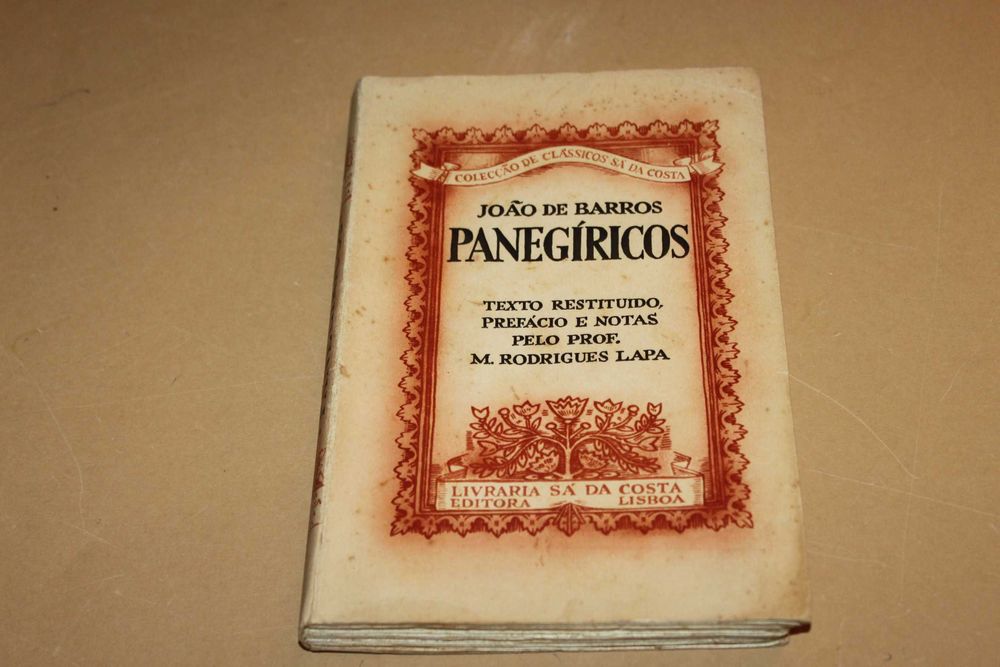 COLECÇÃO DE CLÁSSICOS SÁ DA COSTA
JOÃO DE BARROS
PANEGÍRICOS
TEXTO RESTITUIDO,
PREFÁCIO E NOTAS
PELO PROF.
M. RODRIGUES LAPA
LIVRARIA SÁ DA COSTA
EDITORA LISBOA